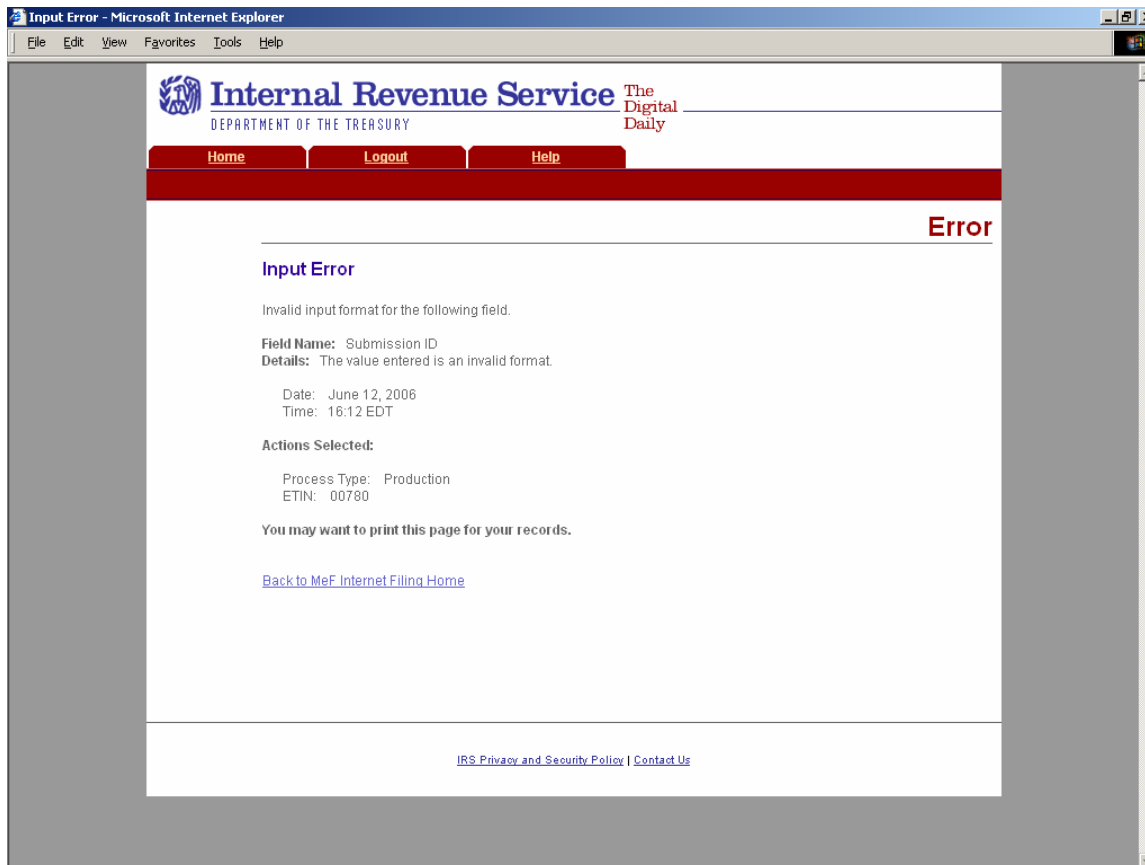 Input Error - Microsoft Internet Explorer
File Edit View Favorites Tools Help
Internal Revenue Service
DEPARTMENT OF THE TREASURY
The
Digital
Daily
Home Logout Help
Error
Input Error
Invalid input format for the following field.
Field Name: Submission ID
Details: The value entered is an invalid format.
Date: June 12, 2006
Time: 16:12 EDT
Actions Selected:
Process Type: Production
ETIN: 00780
You may want to print this page for your records.
Back to MeF Internet Filing Home
IRS Privacy and Security Policy | Contact Us